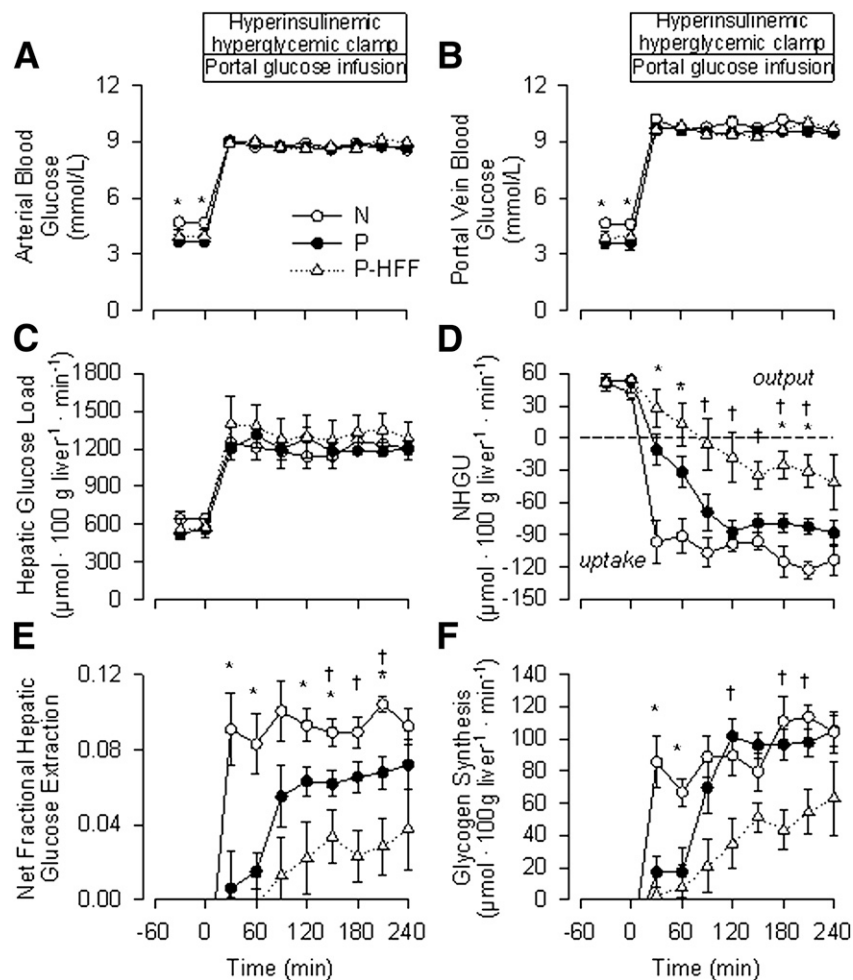 Hyperinsulinemic
hyperglycemic clamp
Portal glucose infusion
Hyperinsulinemic
hyperglycemic clamp
Portal glucose infusion
A
Arterial Blood
Glucose
(mmol/L)
12
9
6
3
0
* *
N
P
P-HFF
B
Portal Vein Blood
Glucose
(mmol/L)
12
9
6
3
0
* *
C
Hepatic Glucose Load
(µmol · 100 g liver⁻¹ · min⁻¹)
1800
1500
1200
900
600
300
0
D
NHGU
(µmol · 100 g liver⁻¹ · min⁻¹)
60
30
0
-30
-60
-90
-120
-150
output
uptake
* * † † † † †
* *
E
Net Fractional Hepatic
Glucose Extraction
0.12
0.08
0.04
0.00
* * * † † †
* *
-60 0 60 120 180 240
Time (min)
F
Glycogen Synthesis
(µmol · 100g liver⁻¹ · min⁻¹)
140
120
100
80
60
40
20
0
* * † † †
-60 0 60 120 180 240
Time (min)